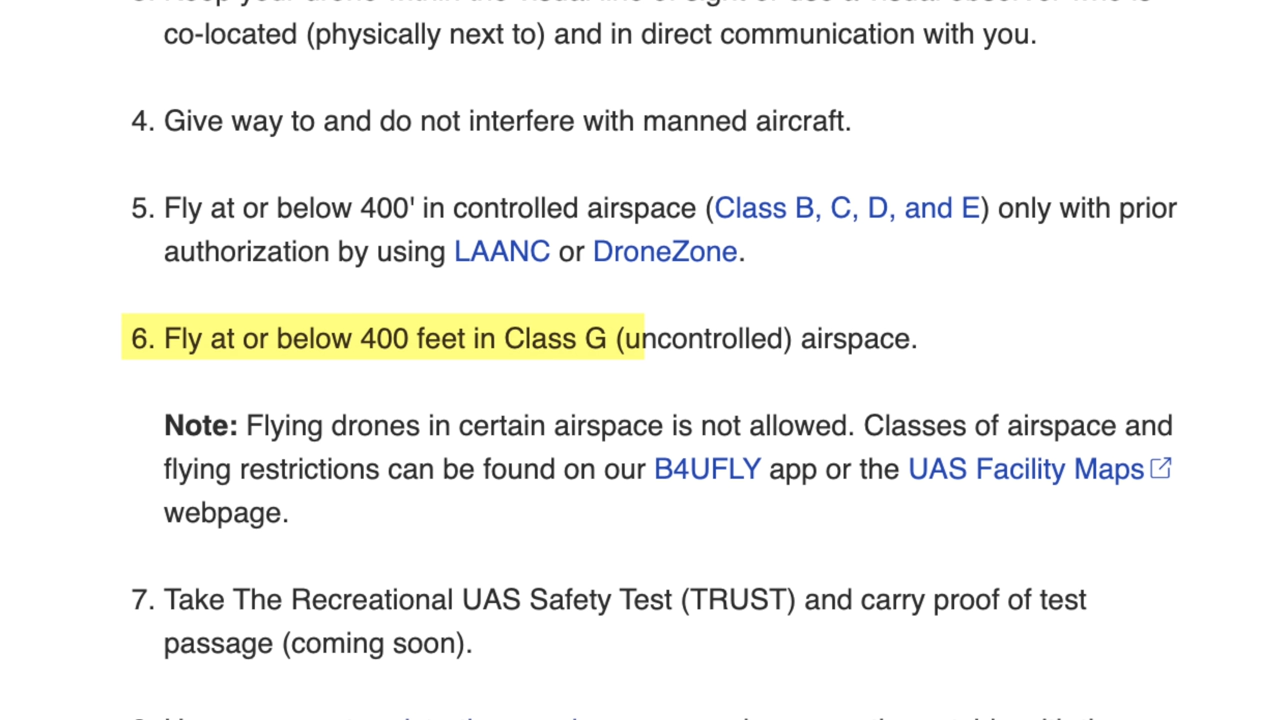 co-located (physically next to) and in direct communication with you.
4. Give way to and do not interfere with manned aircraft.
5. Fly at or below 400' in controlled airspace (Class B, C, D, and E) only with prior
authorization by using LAANC or DroneZone.
6. Fly at or below 400 feet in Class G (uncontrolled) airspace.
Note: Flying drones in certain airspace is not allowed. Classes of airspace and
flying restrictions can be found on our B4UFLY app or the UAS Facility Maps
webpage.
7. Take The Recreational UAS Safety Test (TRUST) and carry proof of test
passage (coming soon).